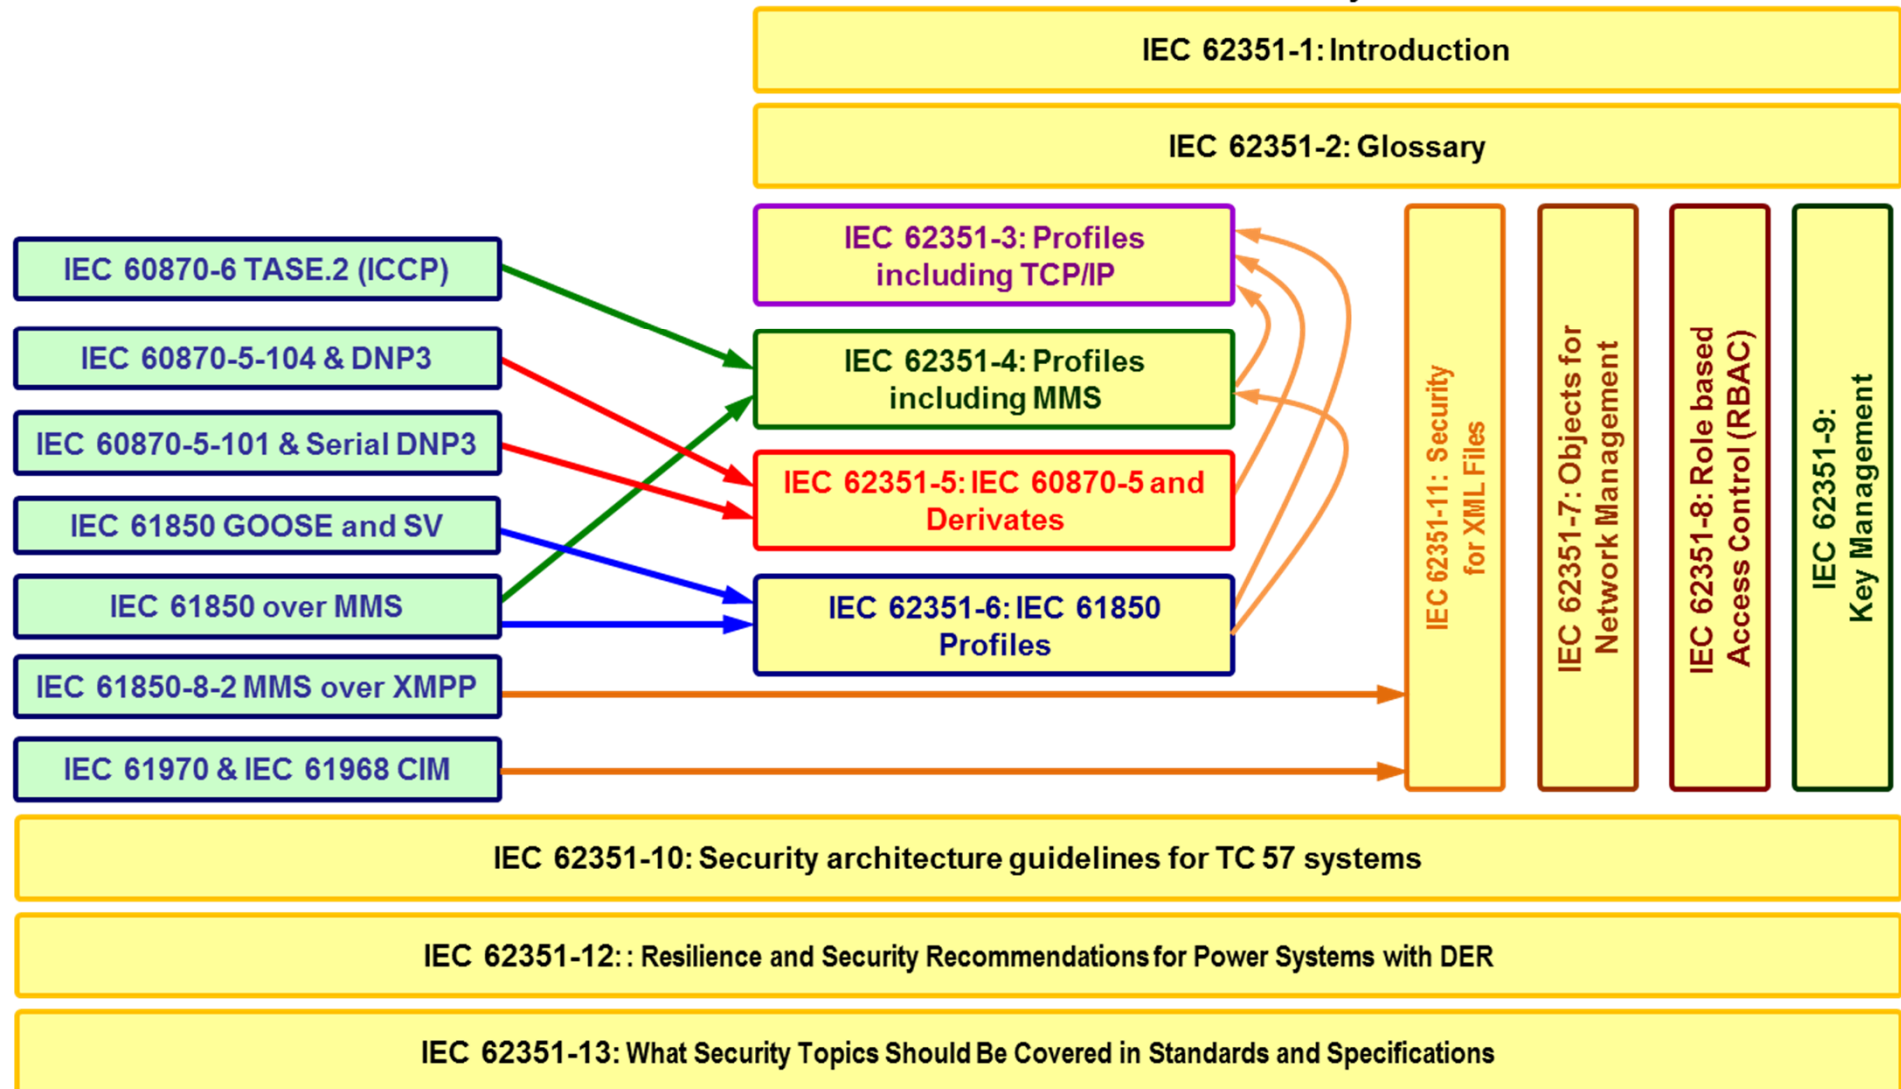 IEC 62351-1: Introduction
IEC 62351-2: Glossary
IEC 60870-6 TASE.2 (ICCP)
IEC 60870-5-104 & DNP3
IEC 60870-5-101 & Serial DNP3
IEC 61850 GOOSE and SV
IEC 61850 over MMS
IEC 61850-8-2 MMS over XMPP
IEC 61970 & IEC 61968 CIM
IEC 62351-3: Profiles
including TCP/IP
IEC 62351-4: Profiles
including MMS
IEC 62351-5: IEC 60870-5 and
Derivates
IEC 62351-6: IEC 61850
Profiles
IEC 62351-11: Security
for XML Files
IEC 62351-7: Objects for
Network Management
IEC 62351-8: Role based
Access Control (RBAC)
IEC 62351-9:
Key Management
IEC 62351-10: Security architecture guidelines for TC 57 systems
IEC 62351-12: : Resilience and Security Recommendations for Power Systems with DER
IEC 62351-13: What Security Topics Should Be Covered in Standards and Specifications